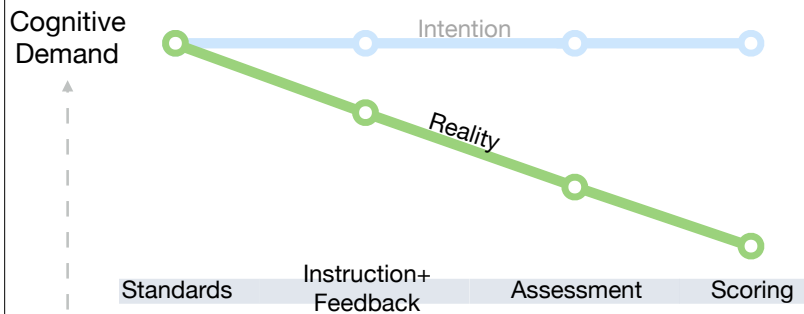 Cognitive
Demand
Intention
Reality
Standards
Instruction+
Feedback
Assessment
Scoring